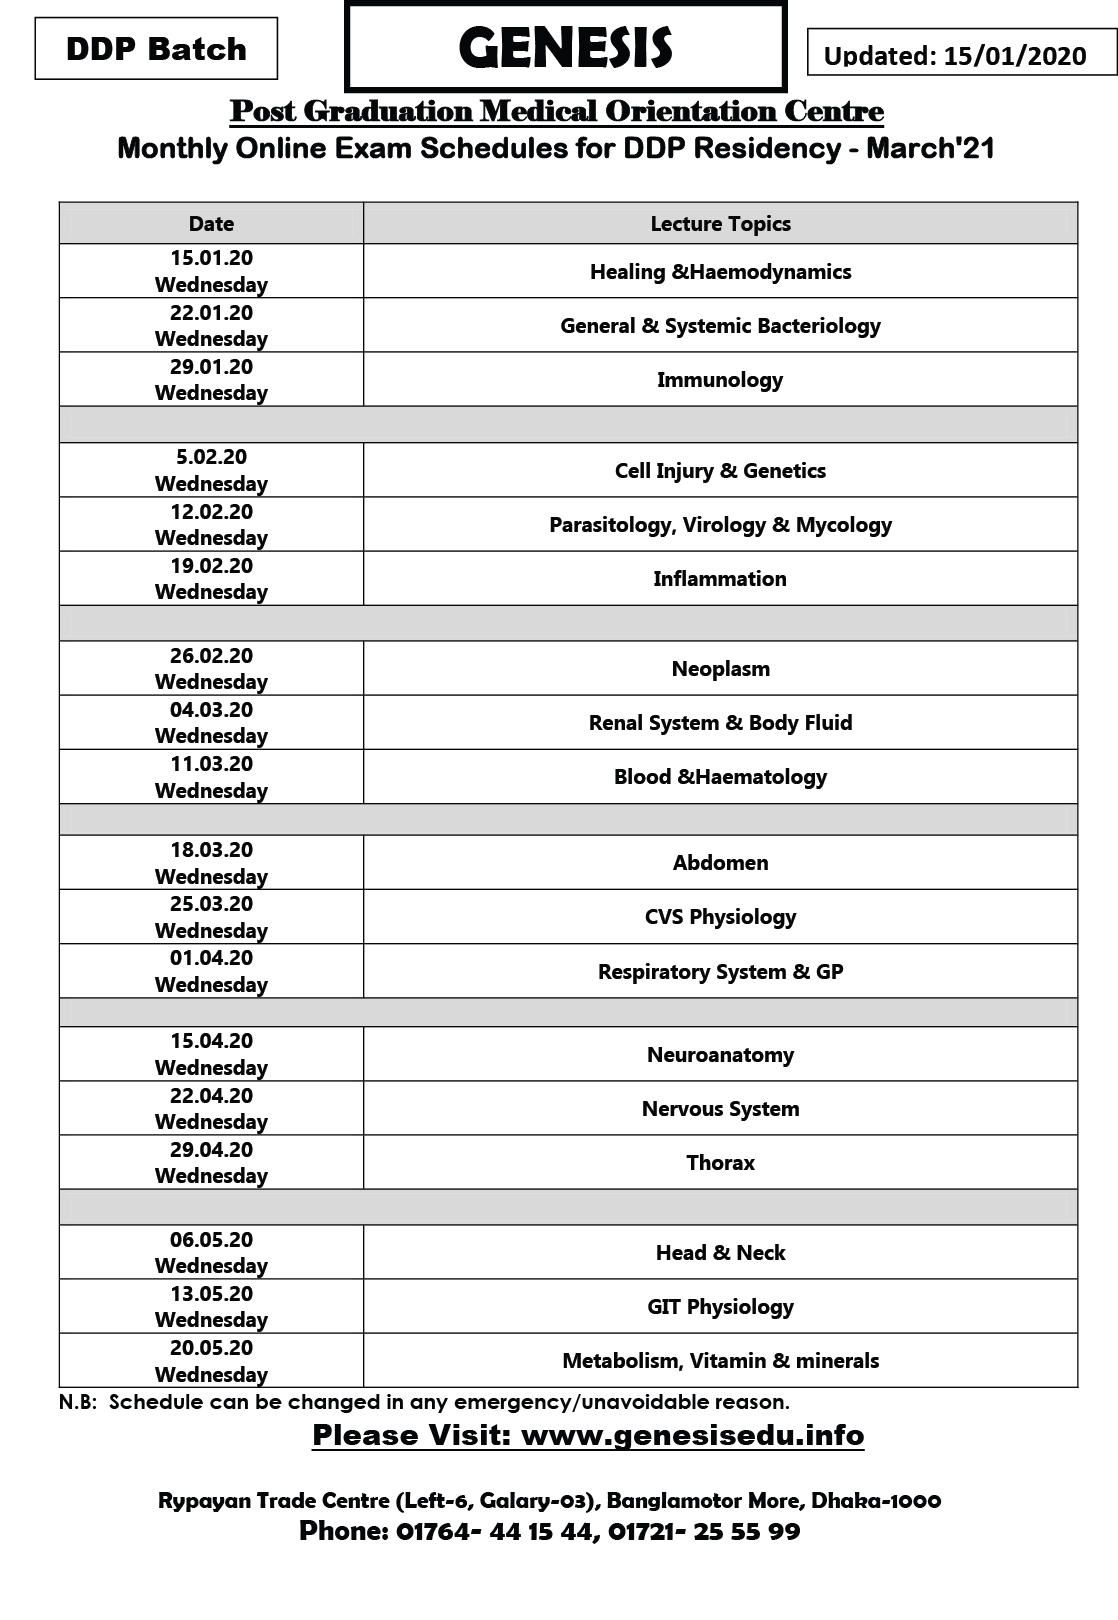 DDP Batch
GENESIS
Updated: 15/01/2020
Post Graduation Medical Orientation Centre
Monthly Online Exam Schedules for DDP Residency - March'21
Date Lecture Topics
15.01.20
Wednesday
Healing &Haemodynamics
22.01.20
Wednesday
General & Systemic Bacteriology
29.01.20
Wednesday
Immunology
5.02.20
Wednesday
Cell Injury & Genetics
12.02.20
Wednesday
Parasitology, Virology & Mycology
19.02.20
Wednesday
Inflammation
26.02.20
Wednesday
Neoplasm
04.03.20
Wednesday
Renal System & Body Fluid
11.03.20
Wednesday
Blood &Haematology
18.03.20
Wednesday
Abdomen
25.03.20
Wednesday
CVS Physiology
01.04.20
Wednesday
Respiratory System & GP
15.04.20
Wednesday
Neuroanatomy
22.04.20
Wednesday
Nervous System
29.04.20
Wednesday
Thorax
06.05.20
Wednesday
Head & Neck
13.05.20
Wednesday
GIT Physiology
20.05.20
Wednesday
Metabolism, Vitamin & minerals
N.B: Schedule can be changed in any emergency/unavoidable reason.
Please Visit: www.genesisedu.info
Rypayan Trade Centre (Left-6, Galary-03), Banglamotor More, Dhaka-1000
Phone: 01764- 44 15 44, 01721- 25 55 99